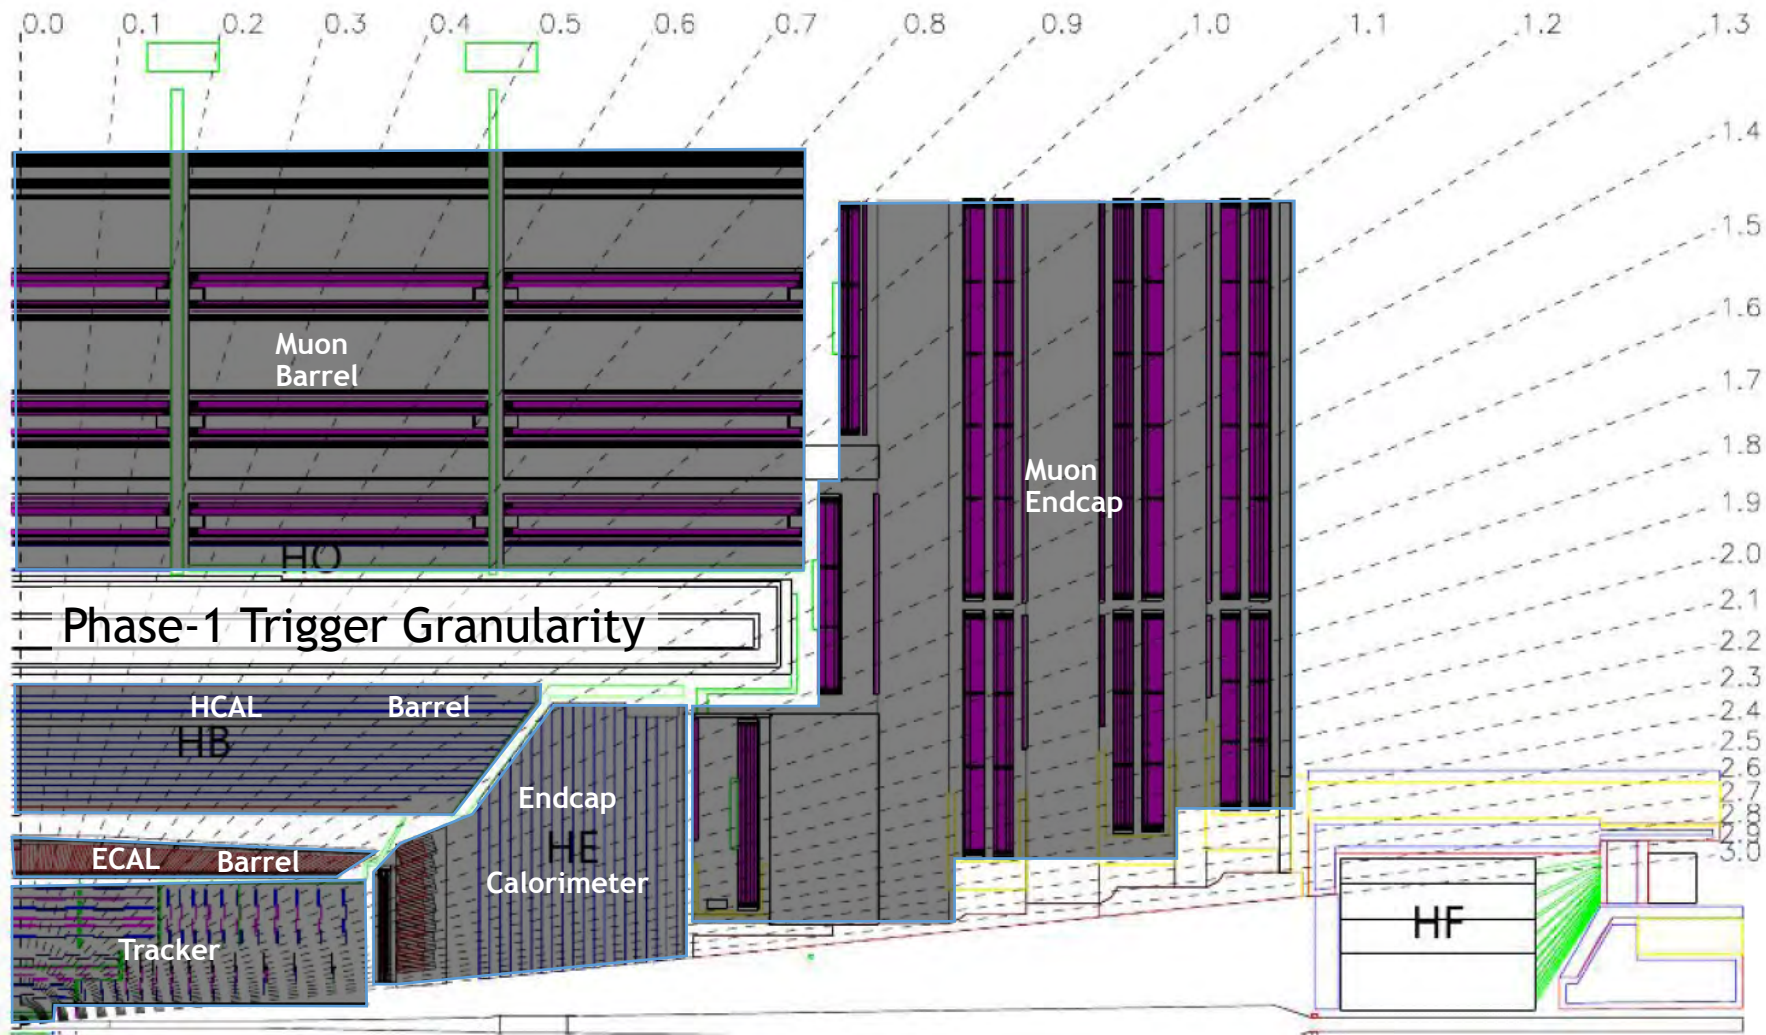 0.0 0.1 0.2 0.3 0.4 0.5 0.6 0.7 0.8 0.9 1.0 1.1 1.2 1.3
1.4
1.5
1.6
1.7
1.8
1.9
2.0
2.1
2.2
2.3
2.4
2.5
2.6
2.7
2.8
2.9
3.0
Muon
Barrel
Muon
Endcap
HO
Phase-1 Trigger Granularity
HCAL Barrel
HB
Endcap
HE
Calorimeter
ECAL Barrel
Tracker
HF